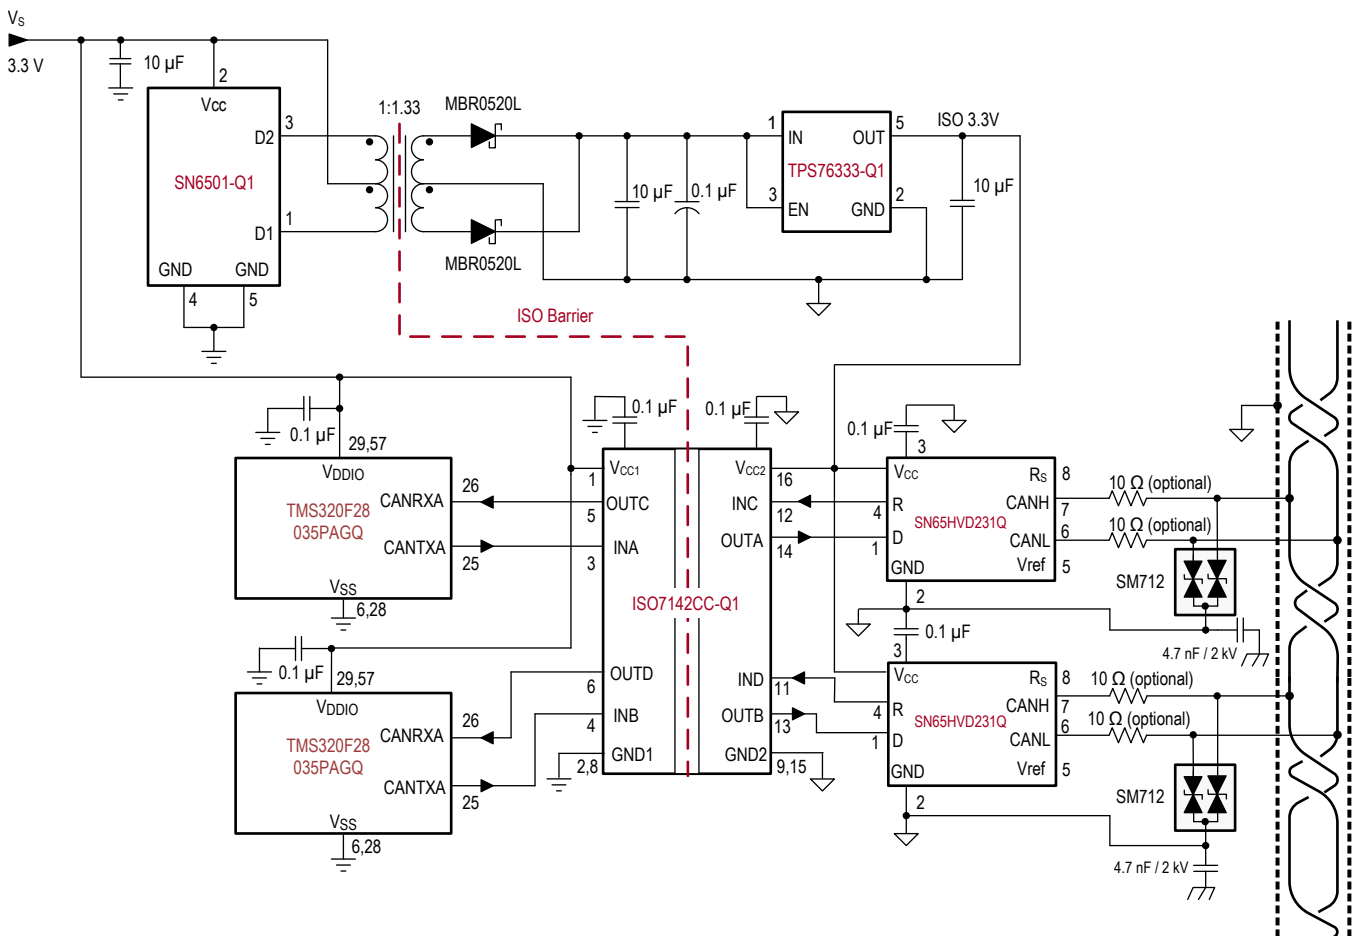 VS
3.3 V
10 µF
2
Vcc
D2
3
SN6501-Q1
D1
1
GND
GND
4
5
1:1.33
MBR0520L
MBR0520L
10 µF
0.1 µF
1
IN
OUT
5
TPS76333-Q1
3
EN
GND
2
ISO 3.3V
10 µF
ISO Barrier
0.1 µF
29,57
VDDIO
TMS320F28
035PAGQ
CANRXA
26
CANTXA
25
VSS
6,28
0.1 µF
29,57
VDDIO
TMS320F28
035PAGQ
CANRXA
26
CANTXA
25
VSS
6,28
0.1 µF
0.1 µF
VCC1
1
OUTC
5
INA
3
ISO7142CC-Q1
OUTD
6
INB
4
GND1
2,8
VCC2
16
INC
12
OUTA
14
IND
11
OUTB
13
GND2
9,15
0.1 µF
3
VCC
RS
8
R
4
SN65HVD231Q
CANH
7
D
1
CANL
6
GND
2
Vref
5
10 Ω (optional)
10 Ω (optional)
SM712
4.7 nF / 2 kV
0.1 µF
3
VCC
RS
8
R
4
SN65HVD231Q
CANH
7
D
1
CANL
6
GND
2
Vref
5
10 Ω (optional)
10 Ω (optional)
SM712
4.7 nF / 2 kV